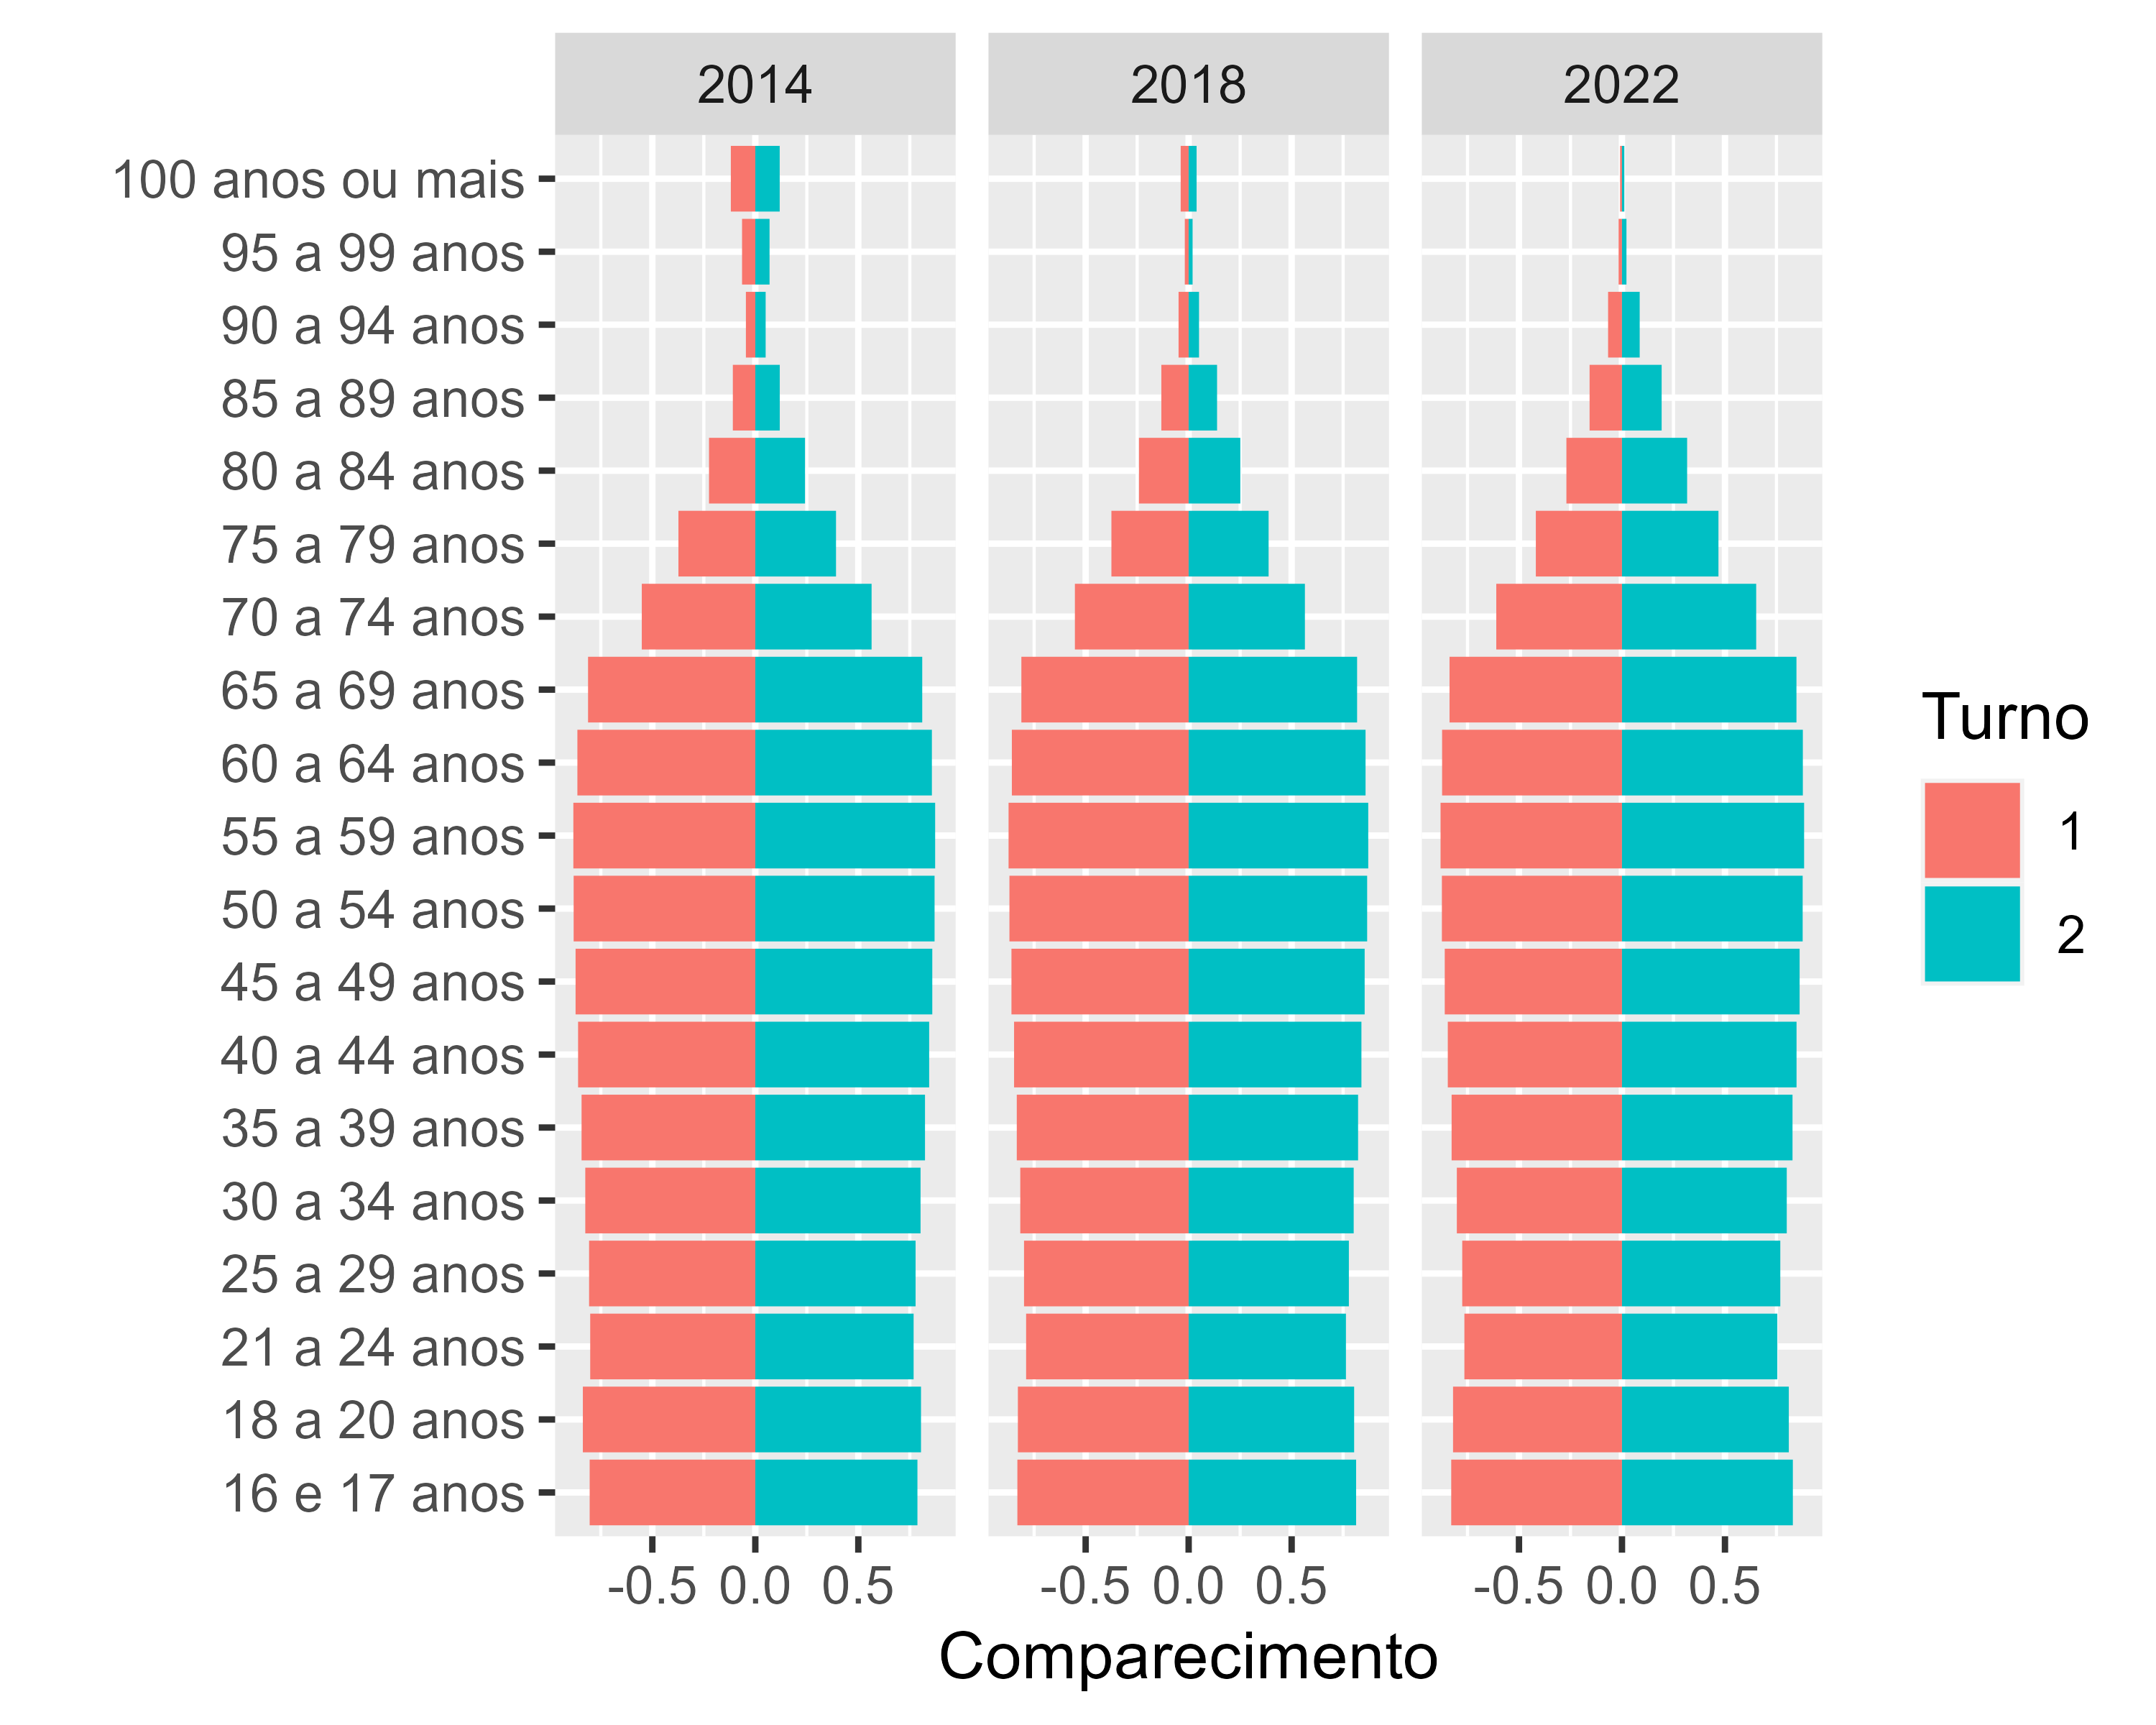 2014 2018 2022
100 anos ou mais
95 a 99 anos
90 a 94 anos
85 a 89 anos
80 a 84 anos
75 a 79 anos
70 a 74 anos
65 a 69 anos
60 a 64 anos
55 a 59 anos
50 a 54 anos
45 a 49 anos
40 a 44 anos
35 a 39 anos
30 a 34 anos
25 a 29 anos
21 a 24 anos
18 a 20 anos
16 e 17 anos
-0.5 0.0 0.5 -0.5 0.0 0.5 -0.5 0.0 0.5
Comparecimento
Turno
1
2